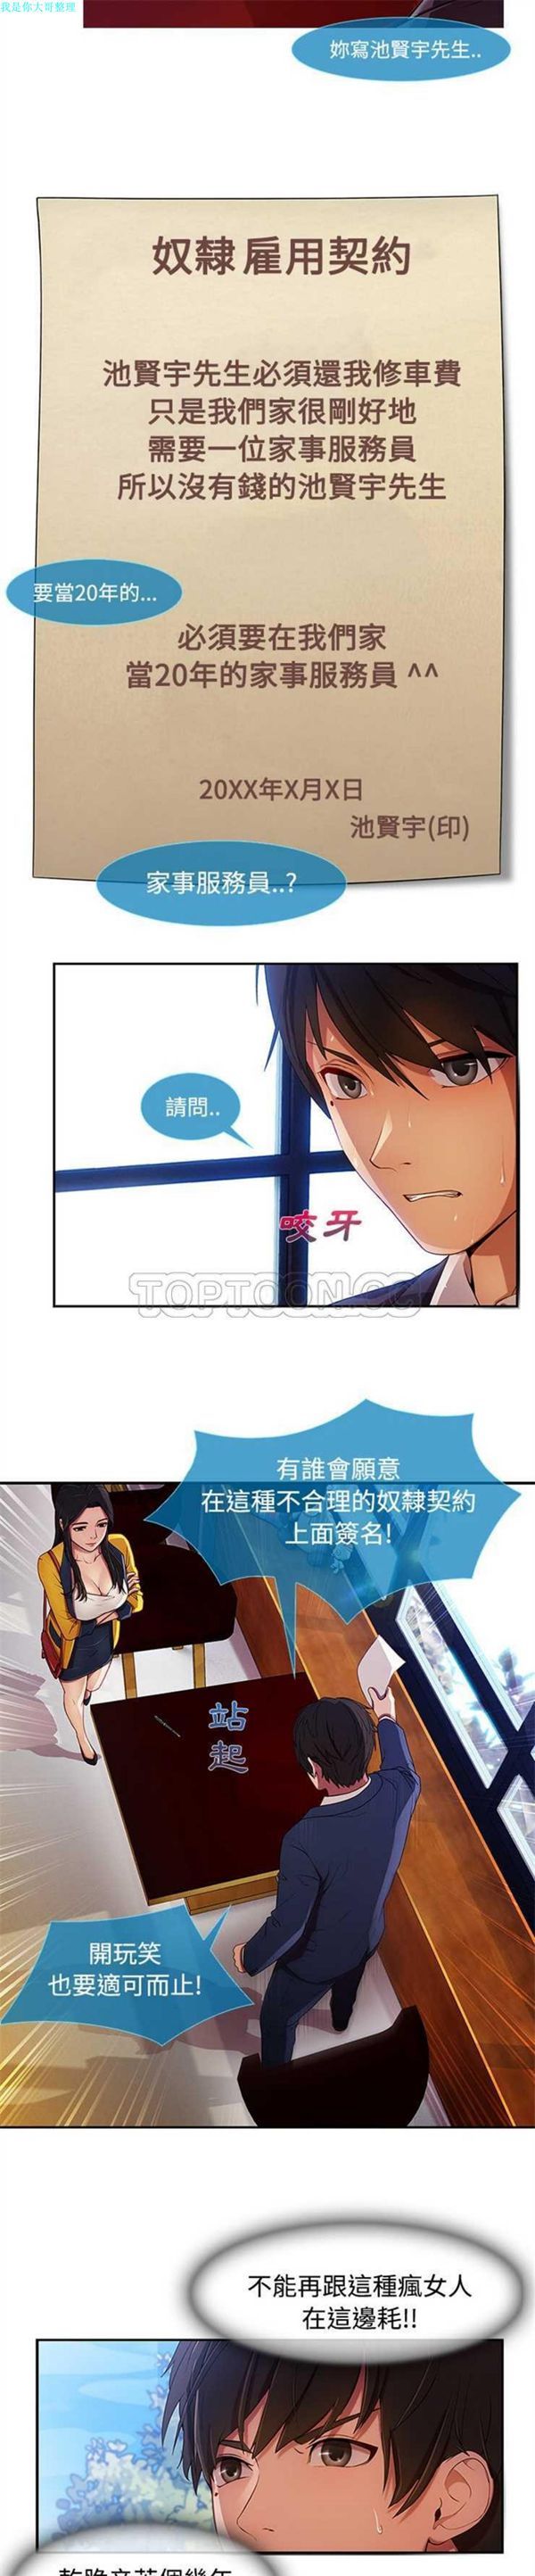 我是你大哥整理
妳寫池賢宇先生..
奴隸雇用契約
池賢宇先生必須還我修車費
只是我們家很剛好地
需要一位家事服務員
所以沒有錢的池賢宇先生
要當20年的...
必須要在我們家
當20年的家事服務員 ^^
20XX年X月X日
池賢宇(印)
家事服務員..?
請問..
咬牙
TOPTOON.CC
有誰會願意
在這種不合理的奴隸契約
上面簽名!
站
起
開玩笑
也要適可而止!
不能再跟這種瘋女人
在這邊耗!!